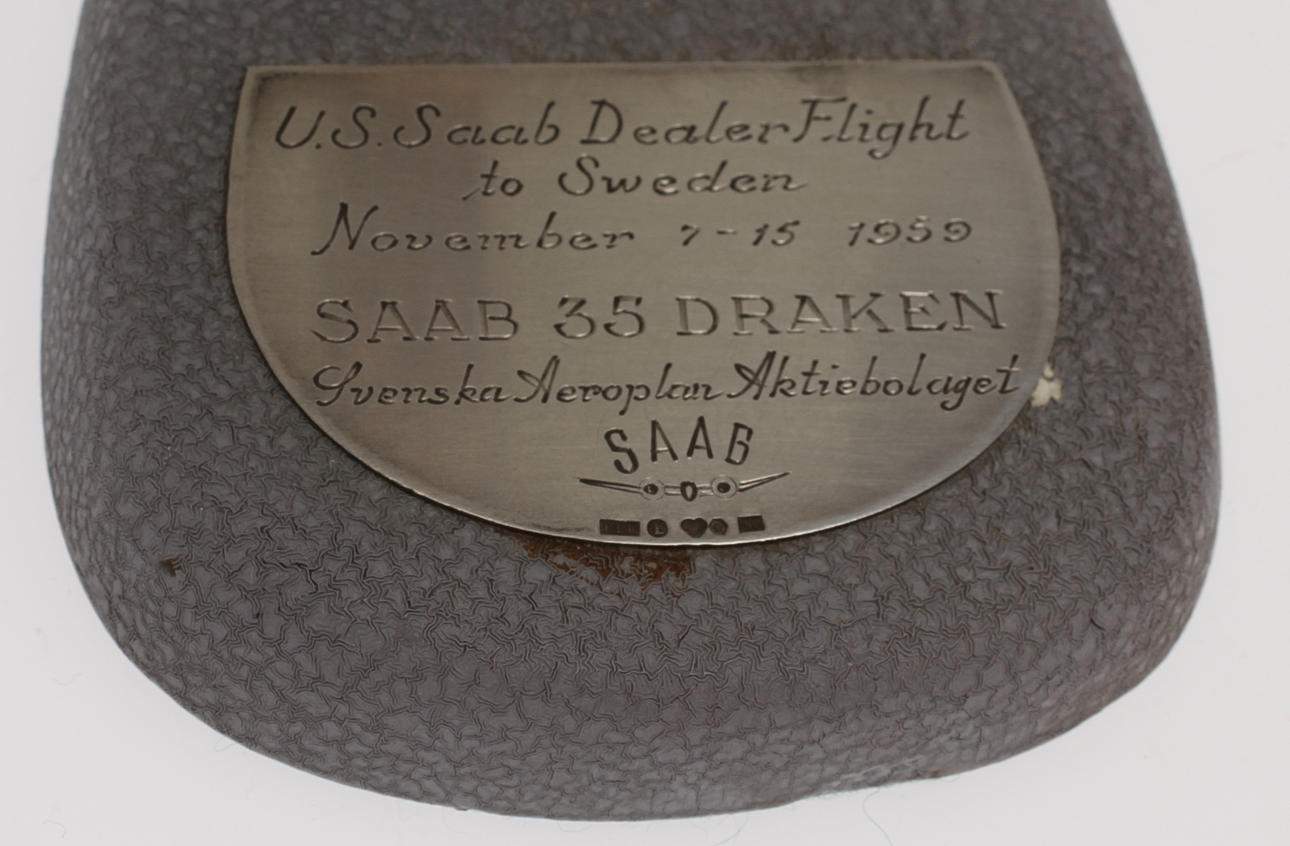 U.S. Saab Dealer Flight
to Sweden
November 7-15 1959
SAAB 35 DRAKEN
Svenska Aeroplan Aktiebolaget
SAAB